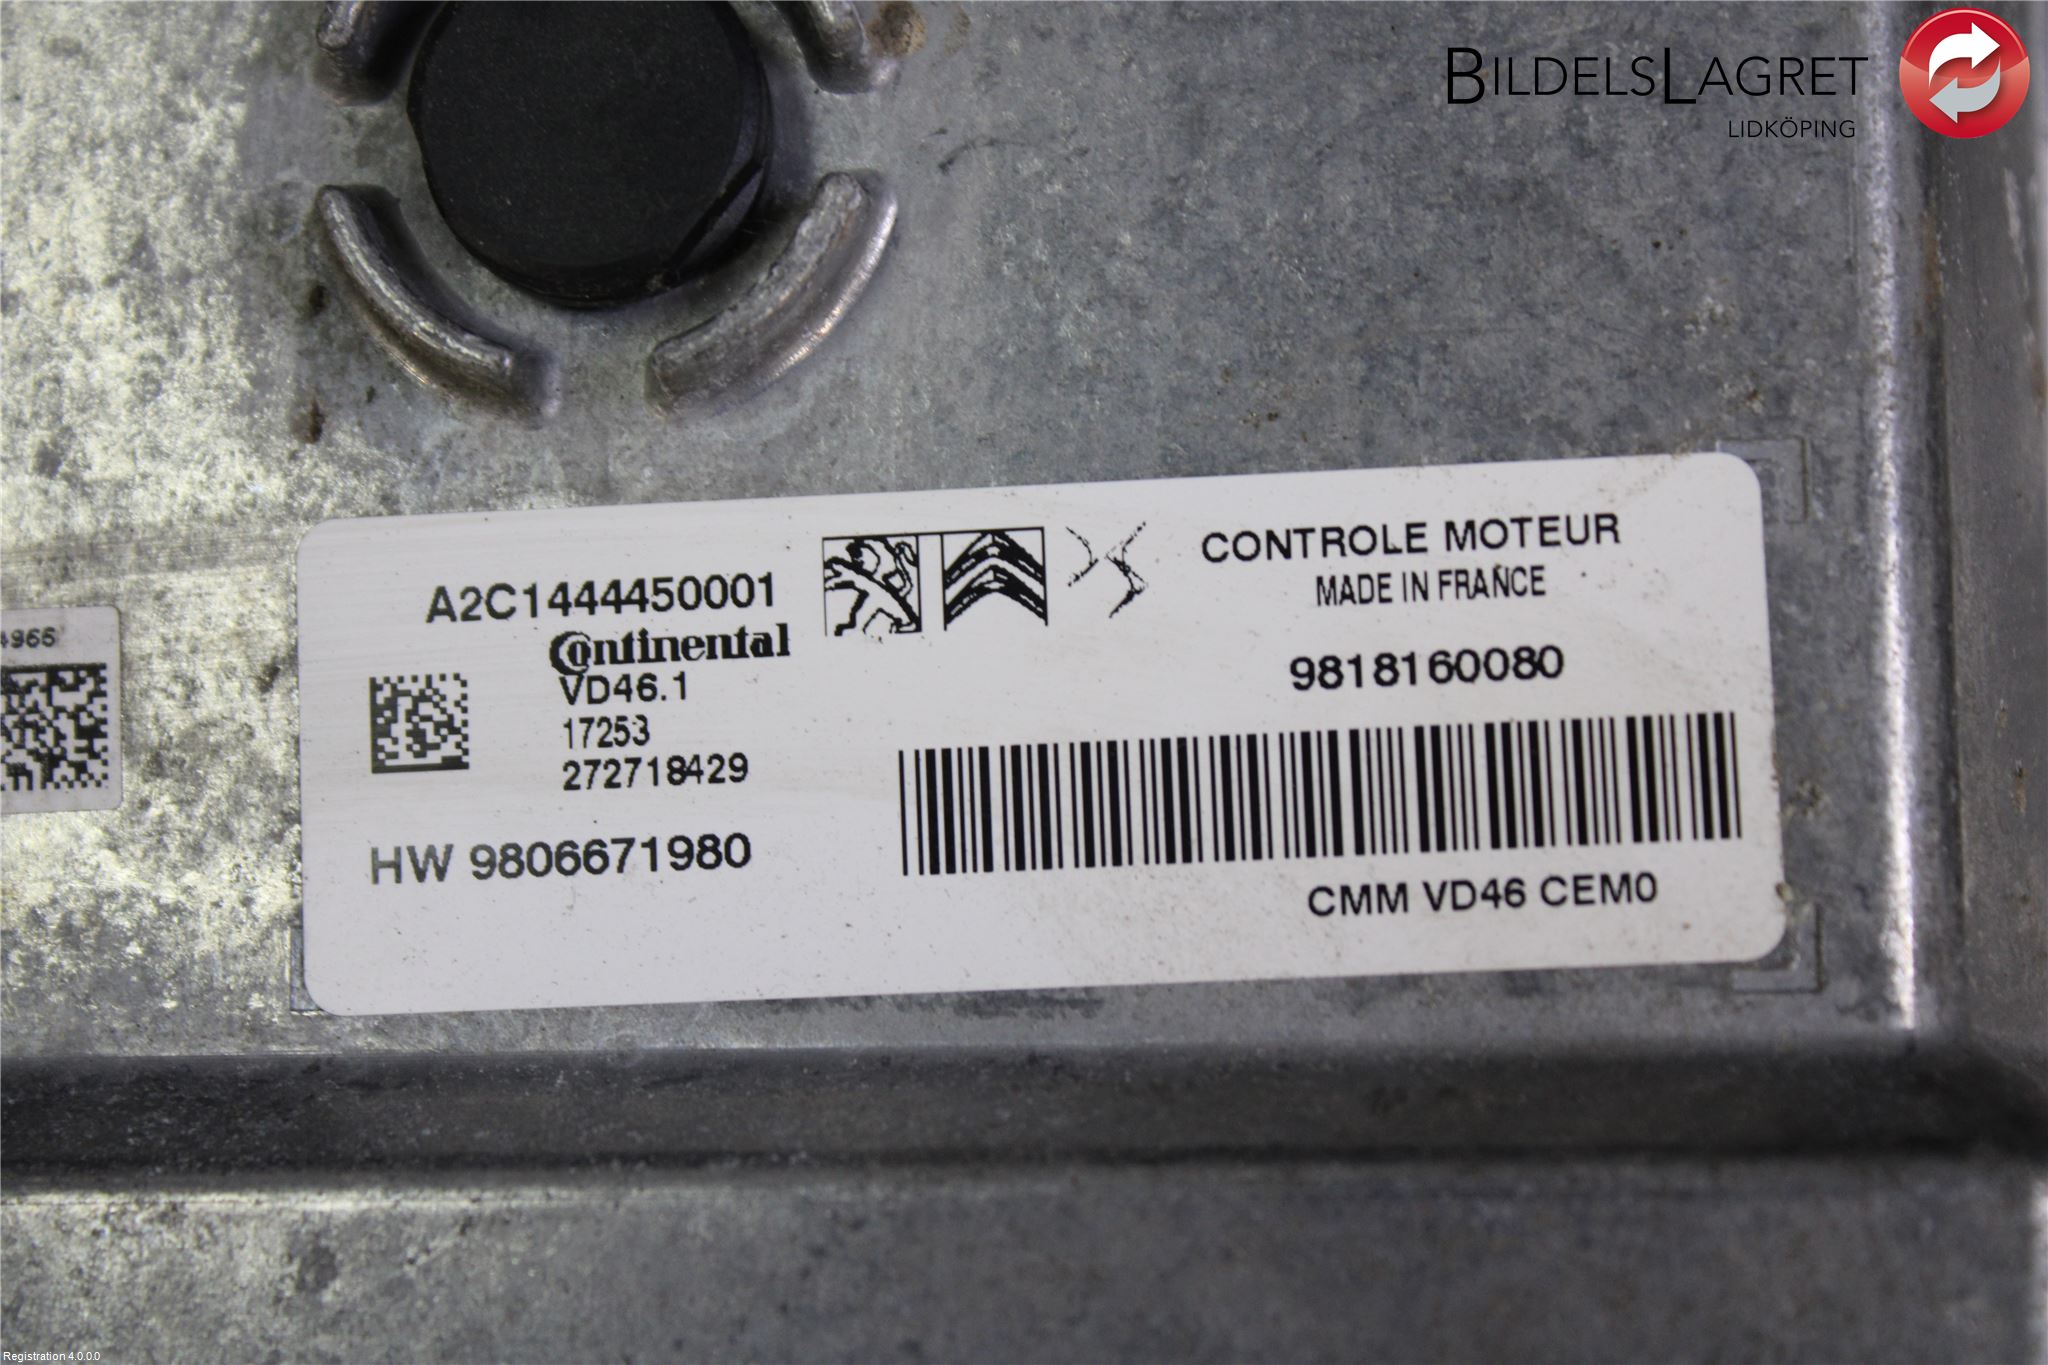 BILDELSLAGRET
LIDKÖPING
A2C1444450001
Continental
VD46.1
17253
272718429
HW 9806671980
CONTROLE MOTEUR
MADE IN FRANCE
9818160080
CMM VD46 CEM0
4966
Registration 4.0.0.0